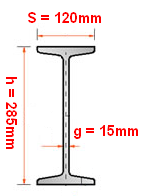 S = 120mm
h = 285mm
g = 15mm